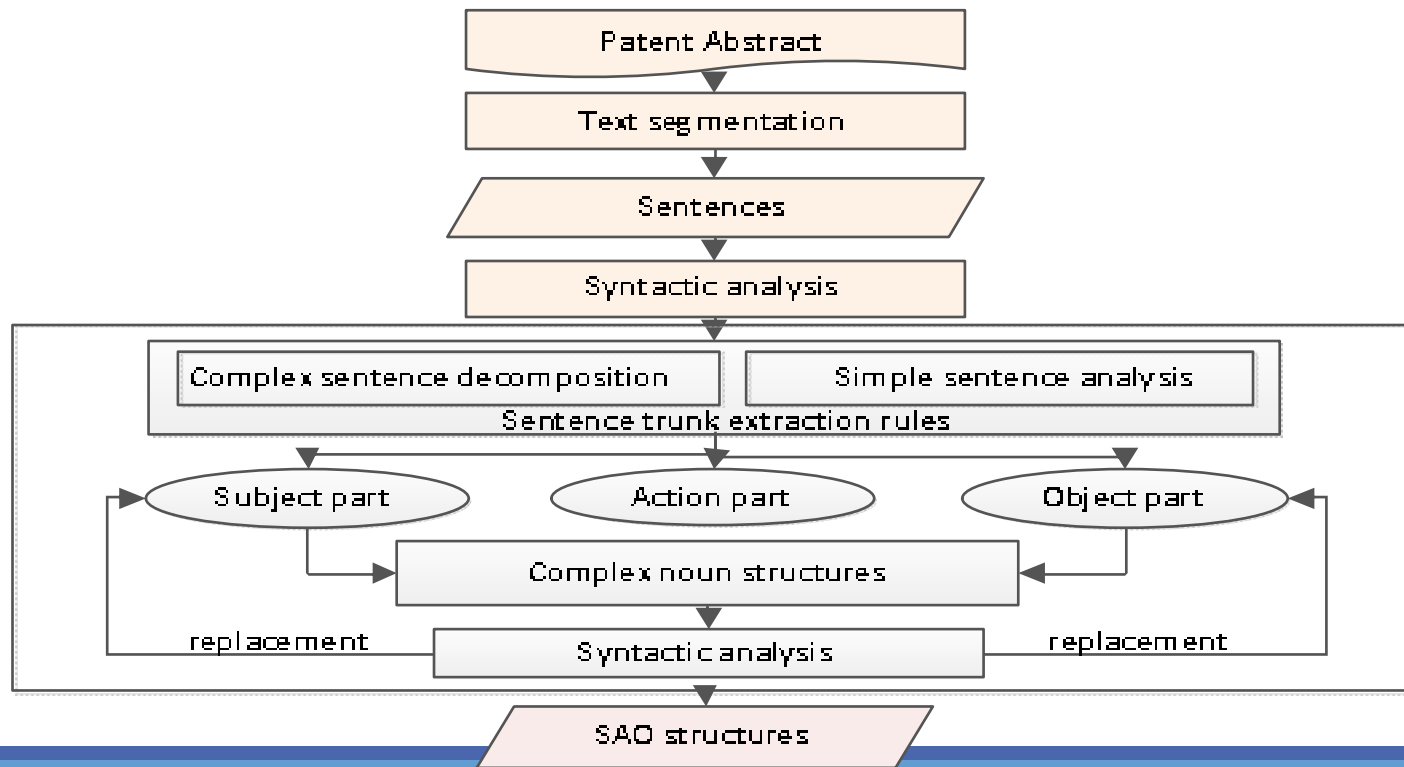 Patent Abstract
Text segmentation
Sentences
Syntactic analysis
Complex sentence decomposition
Simple sentence analysis
Sentence trunk extraction rules
Subject part
Action part
Object part
Complex noun structures
replacement
replacement
Syntactic analysis
SAO structures